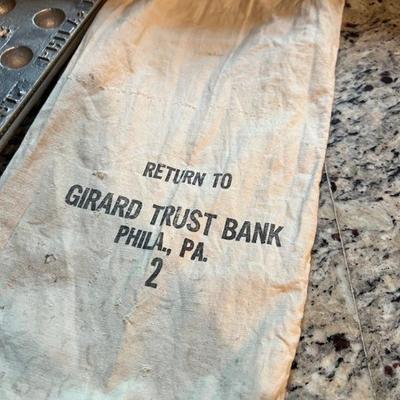 RETURN TO
GIRARD TRUST BANK
PHILA., PA.
2